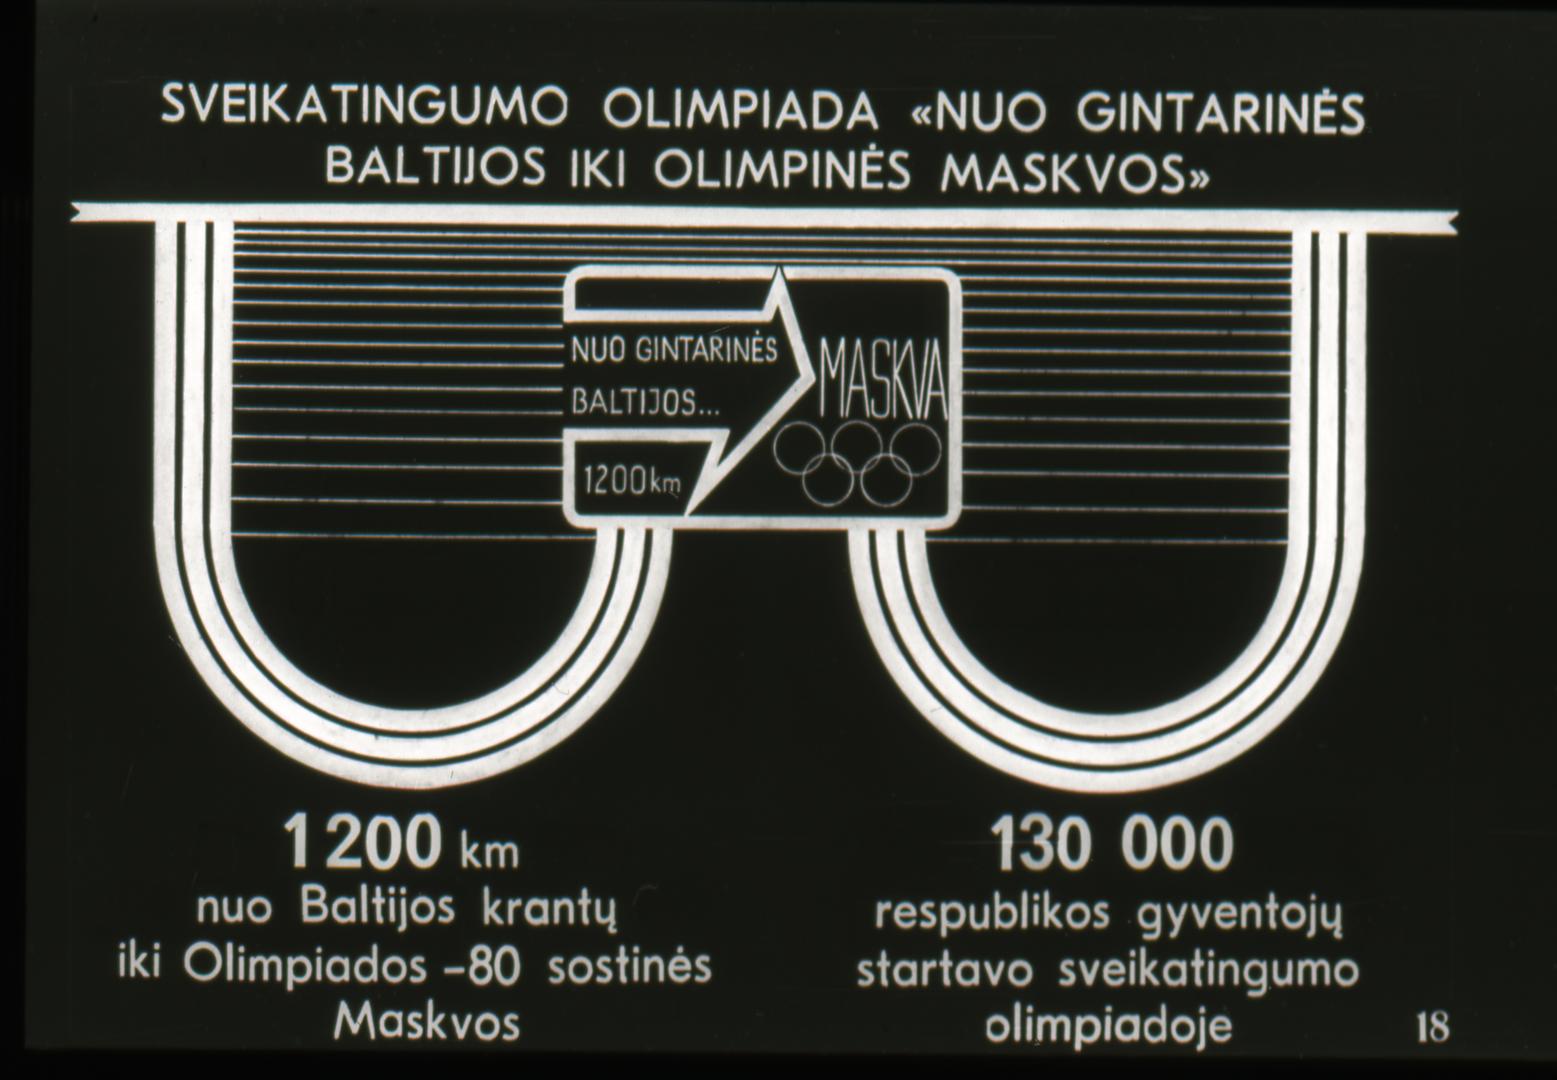 SVEIKATINGUMO OLIMPIADA «NUO GINTARINĖS
BALTIJOS IKI OLIMPINĖS MASKVOS»
NUO GINTARINĖS
BALTIJOS...
MASKVA
1200km
1200 km
nuo Baltijos krantų
iki Olimpiados -80 sostinės
Maskvos
130 000
respublikos gyventojų
startavo sveikatingumo
olimpiadoje
18